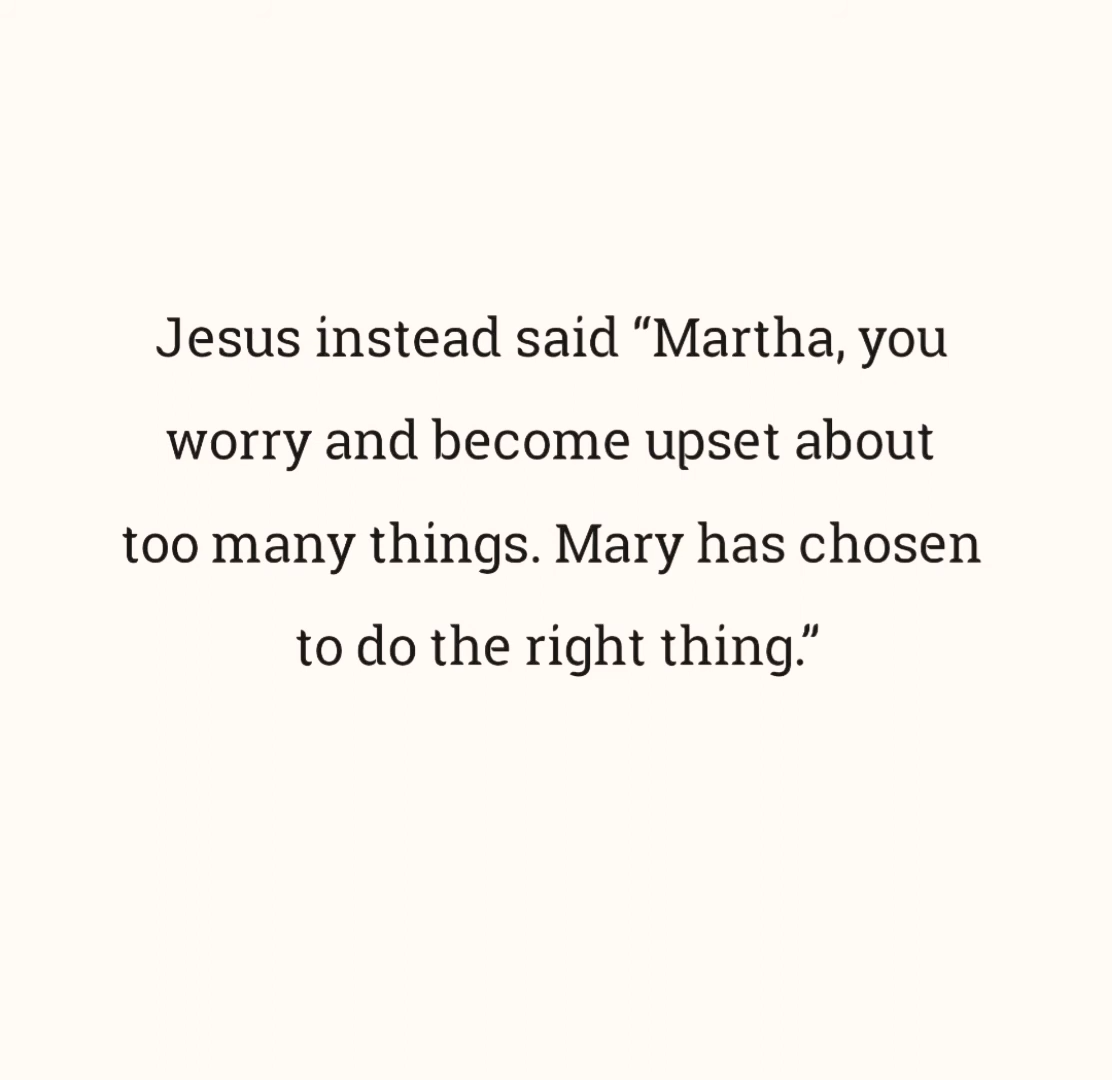 Jesus instead said “Martha, you
worry and become upset about
too many things. Mary has chosen
to do the right thing.”